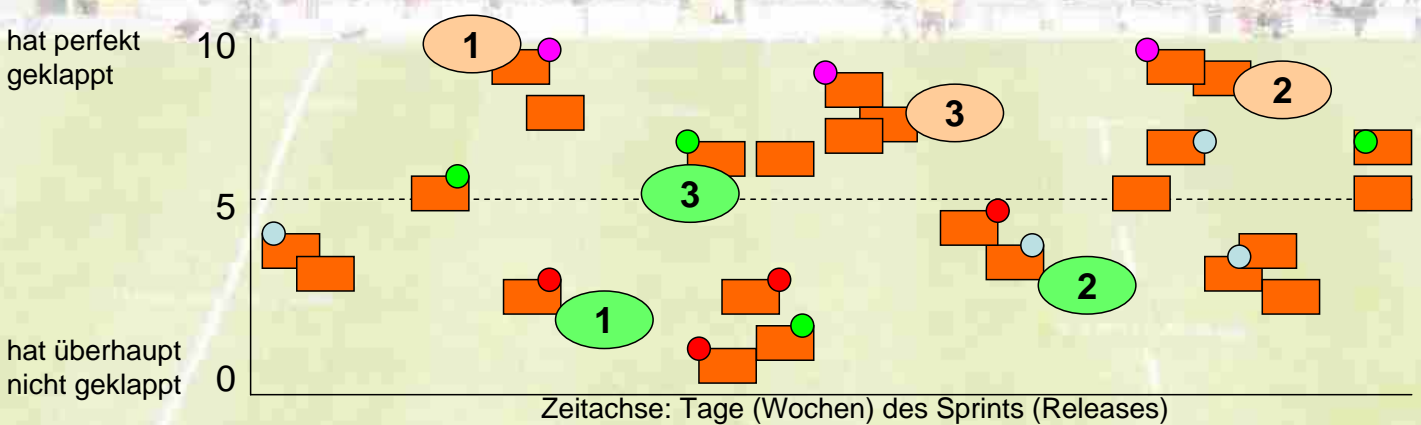 hat perfekt
geklappt
10
1
3
2
3
5
2
1
hat überhaupt
nicht geklappt
0
Zeitachse: Tage (Wochen) des Sprints (Releases)